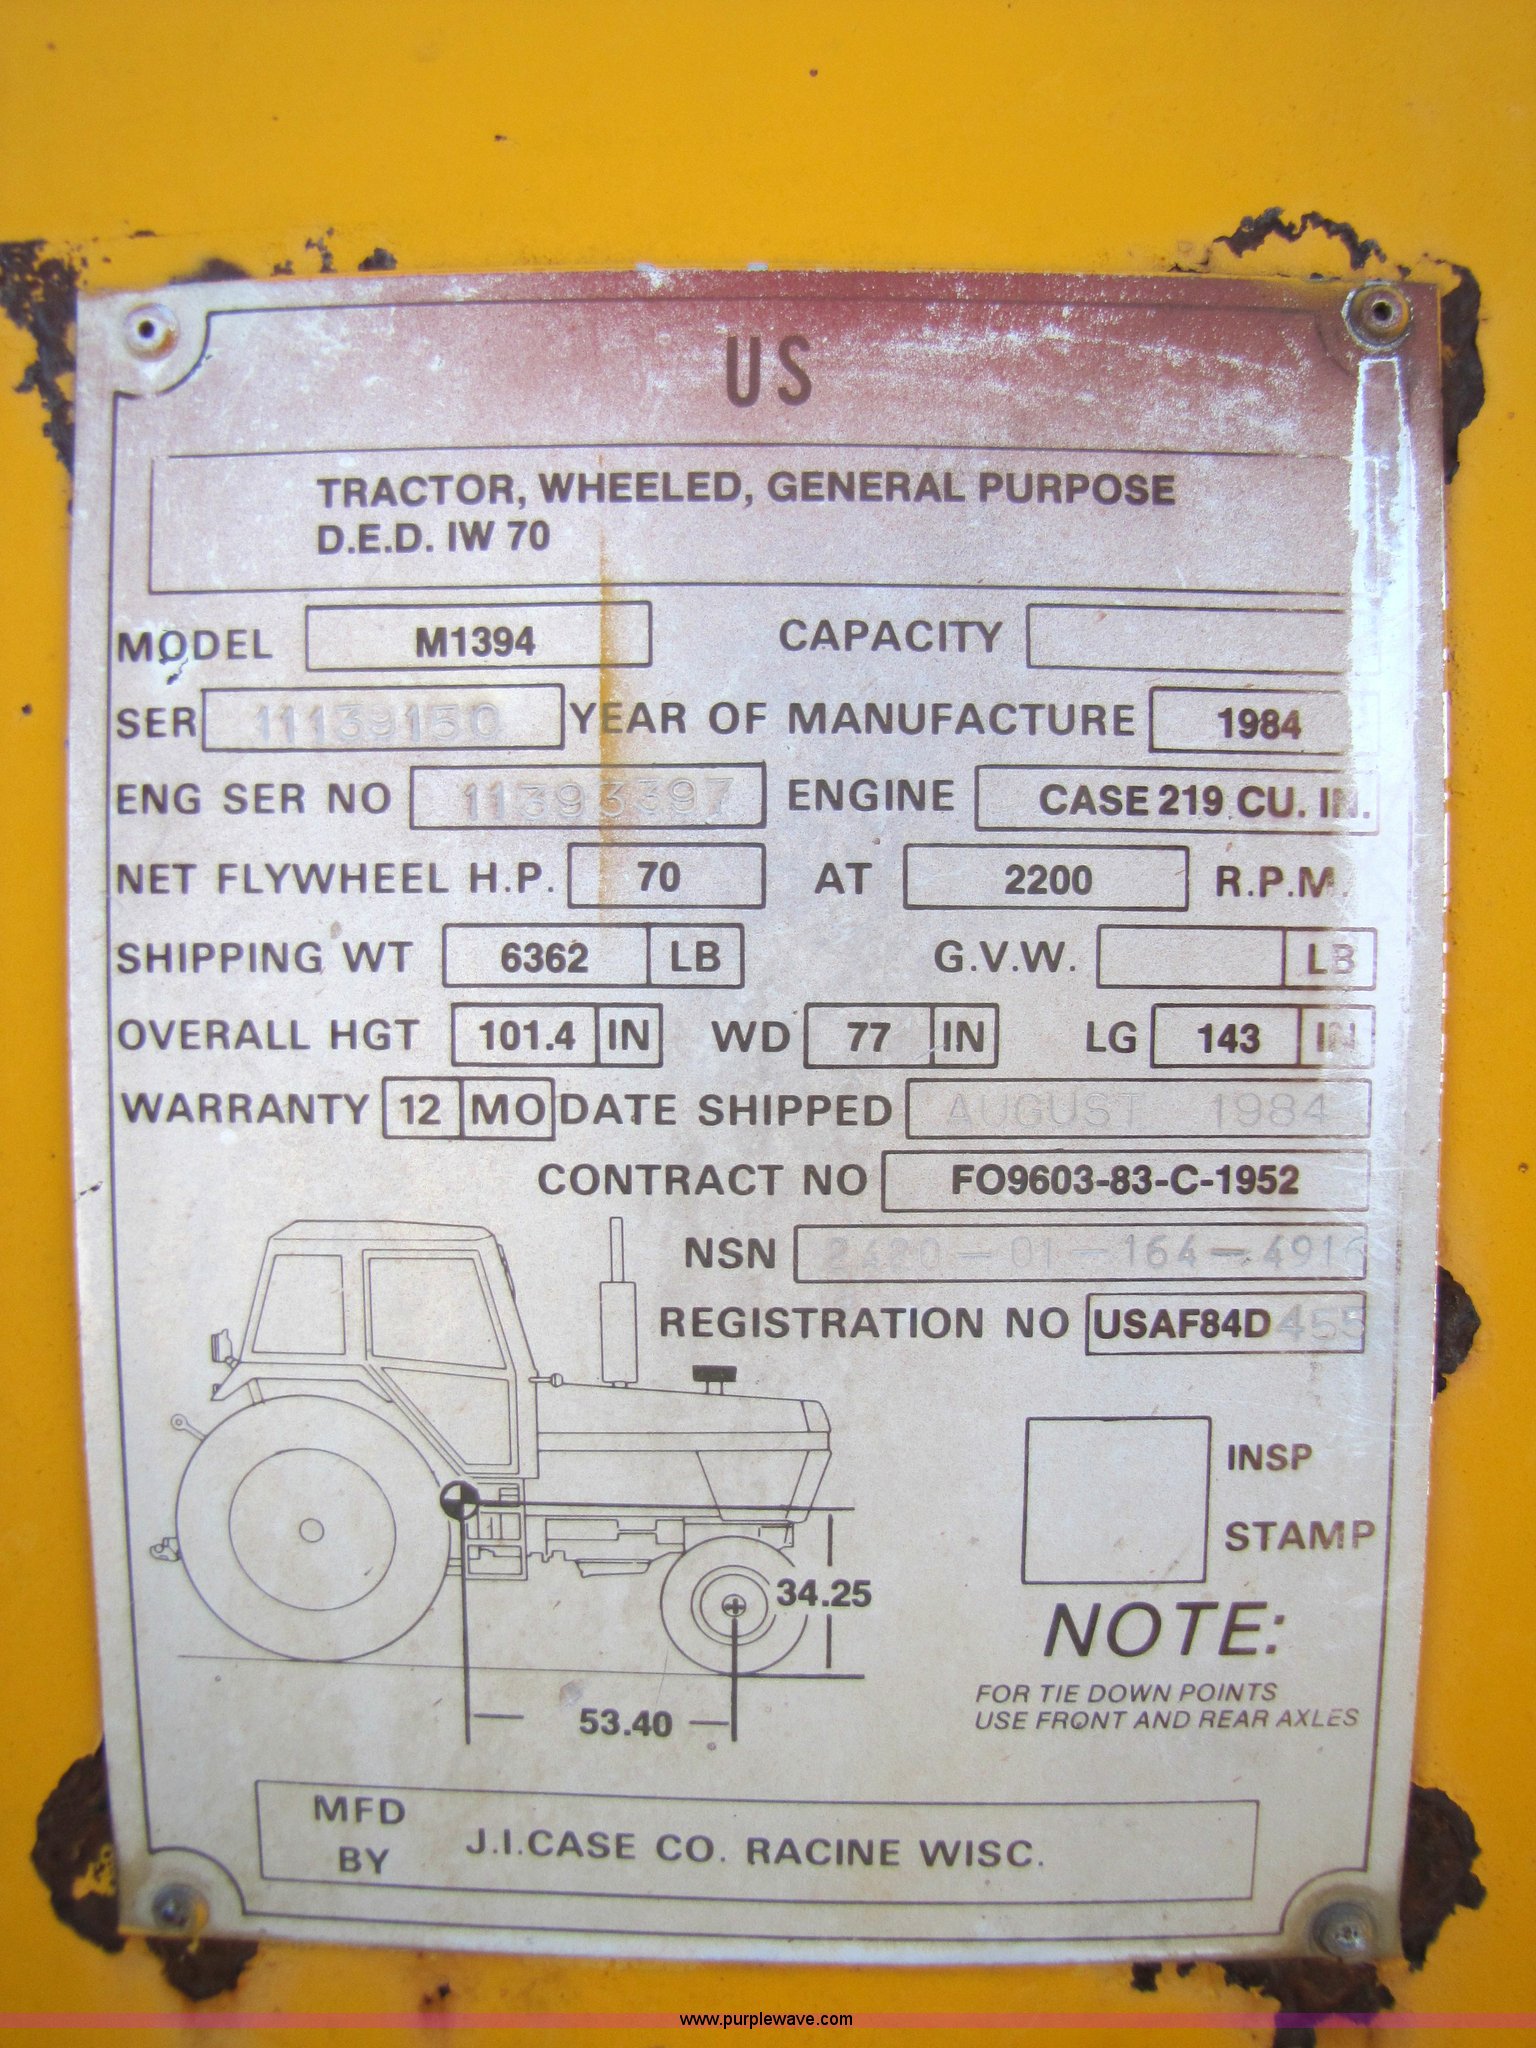 US
TRACTOR, WHEELED, GENERAL PURPOSE
D.E.D. IW 70
MODEL M1394 CAPACITY
SER 11139150 YEAR OF MANUFACTURE 1984
ENG SER NO 11393397 ENGINE CASE 219 CU. IN.
NET FLYWHEEL H.P. 70 AT 2200 R.P.M.
SHIPPING WT 6362 LB G.V.W. LB
OVERALL HGT 101.4 IN WD 77 IN LG 143 IN
WARRANTY 12 MO DATE SHIPPED AUGUST 1984
CONTRACT NO FO9603-83-C-1952
NSN 2420-01-164-4916
REGISTRATION NO USAF84D455
INSP
STAMP
34.25
53.40
NOTE:
FOR TIE DOWN POINTS
USE FRONT AND REAR AXLES
MFD
BY J.I.CASE CO. RACINE WISC.
www.purplewave.com